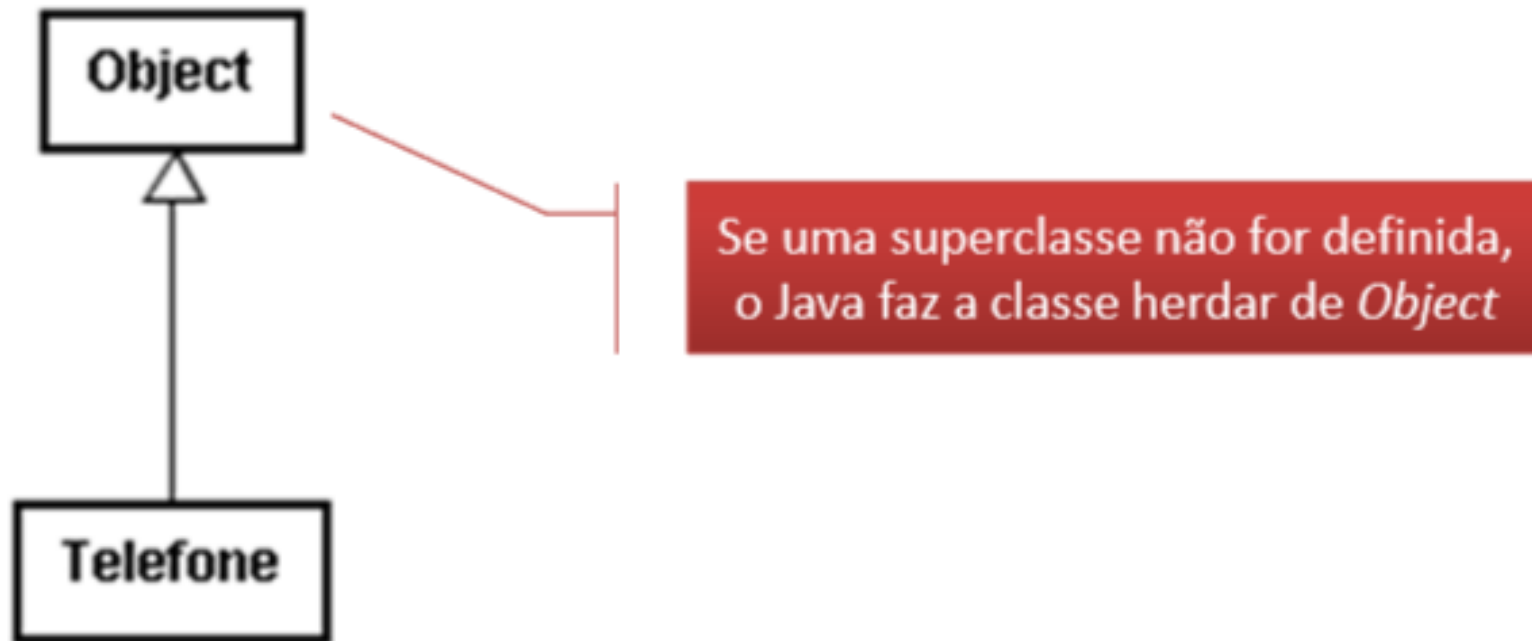 Object
Se uma superclasse não for definida,
o Java faz a classe herdar de Object
Telefone